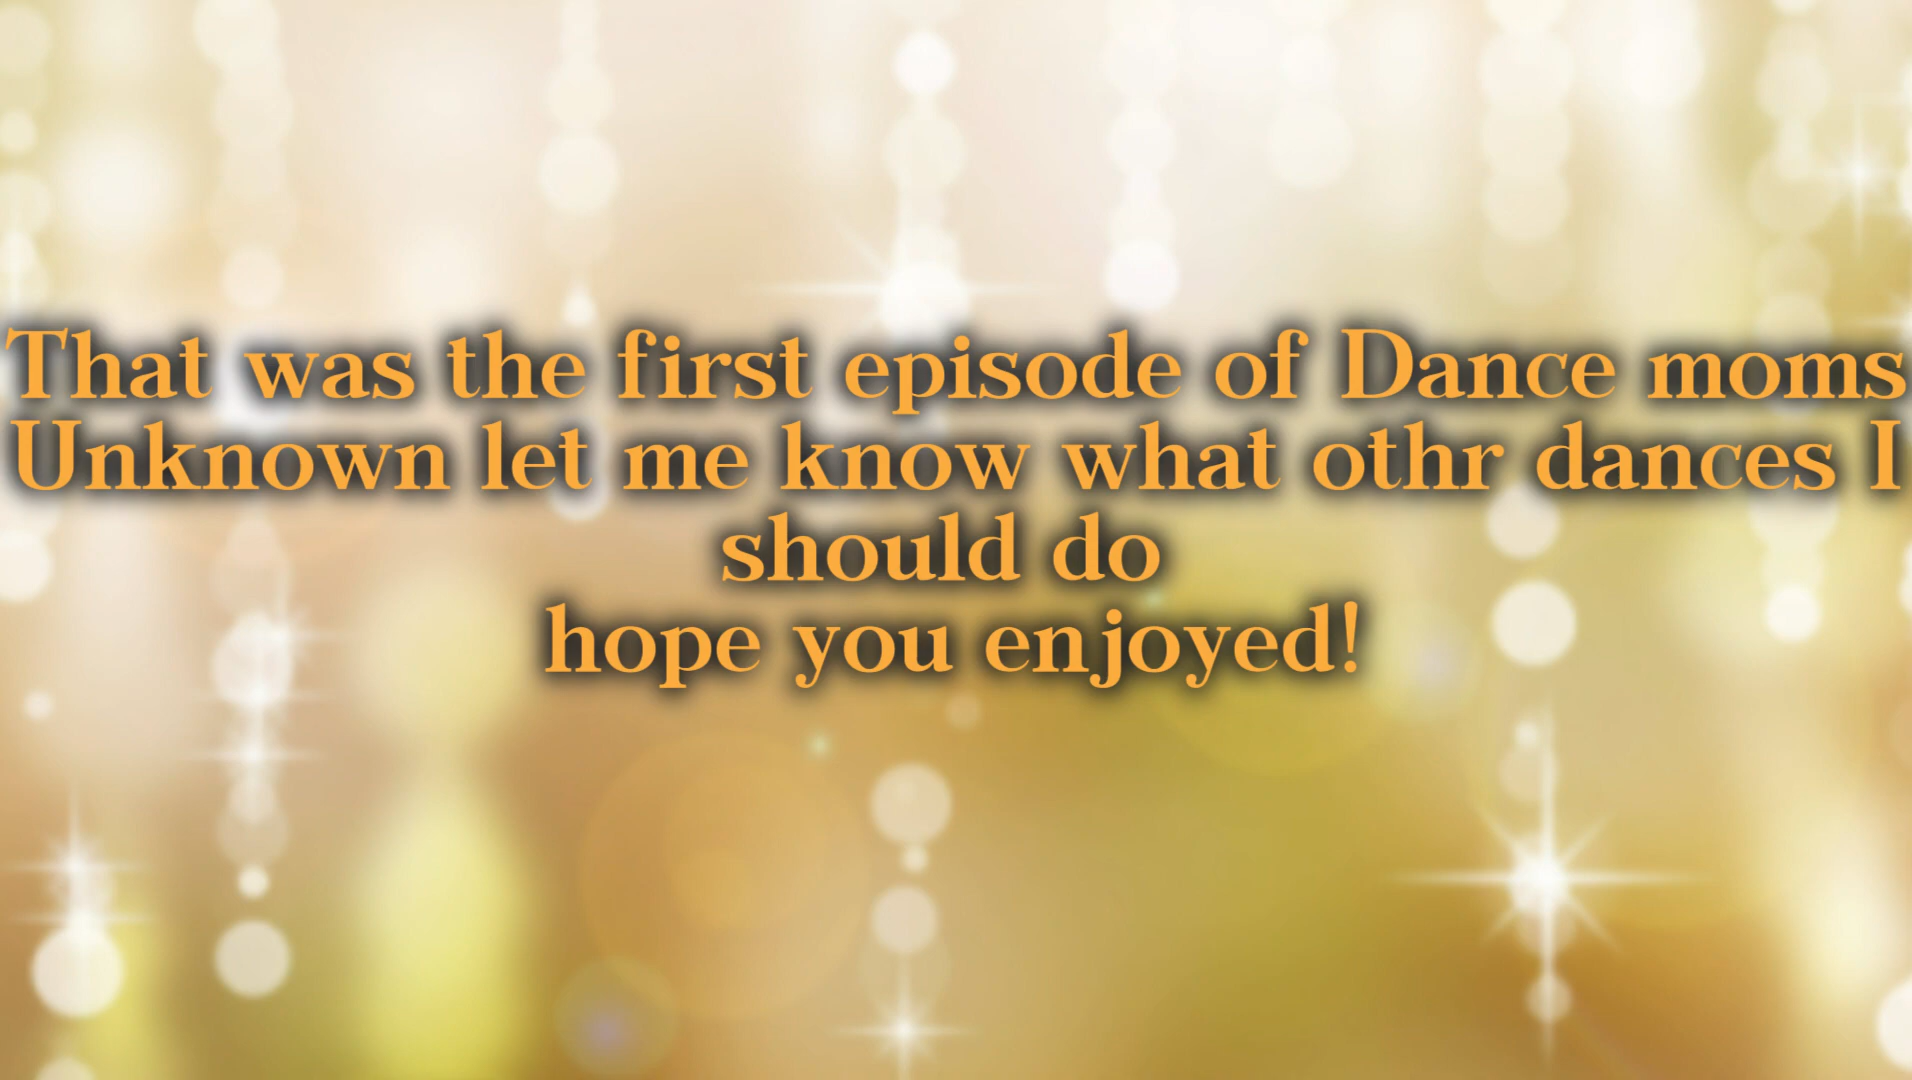 That was the first episode of Dance moms
Unknown let me know what othr dances I
should do
hope you enjoyed!